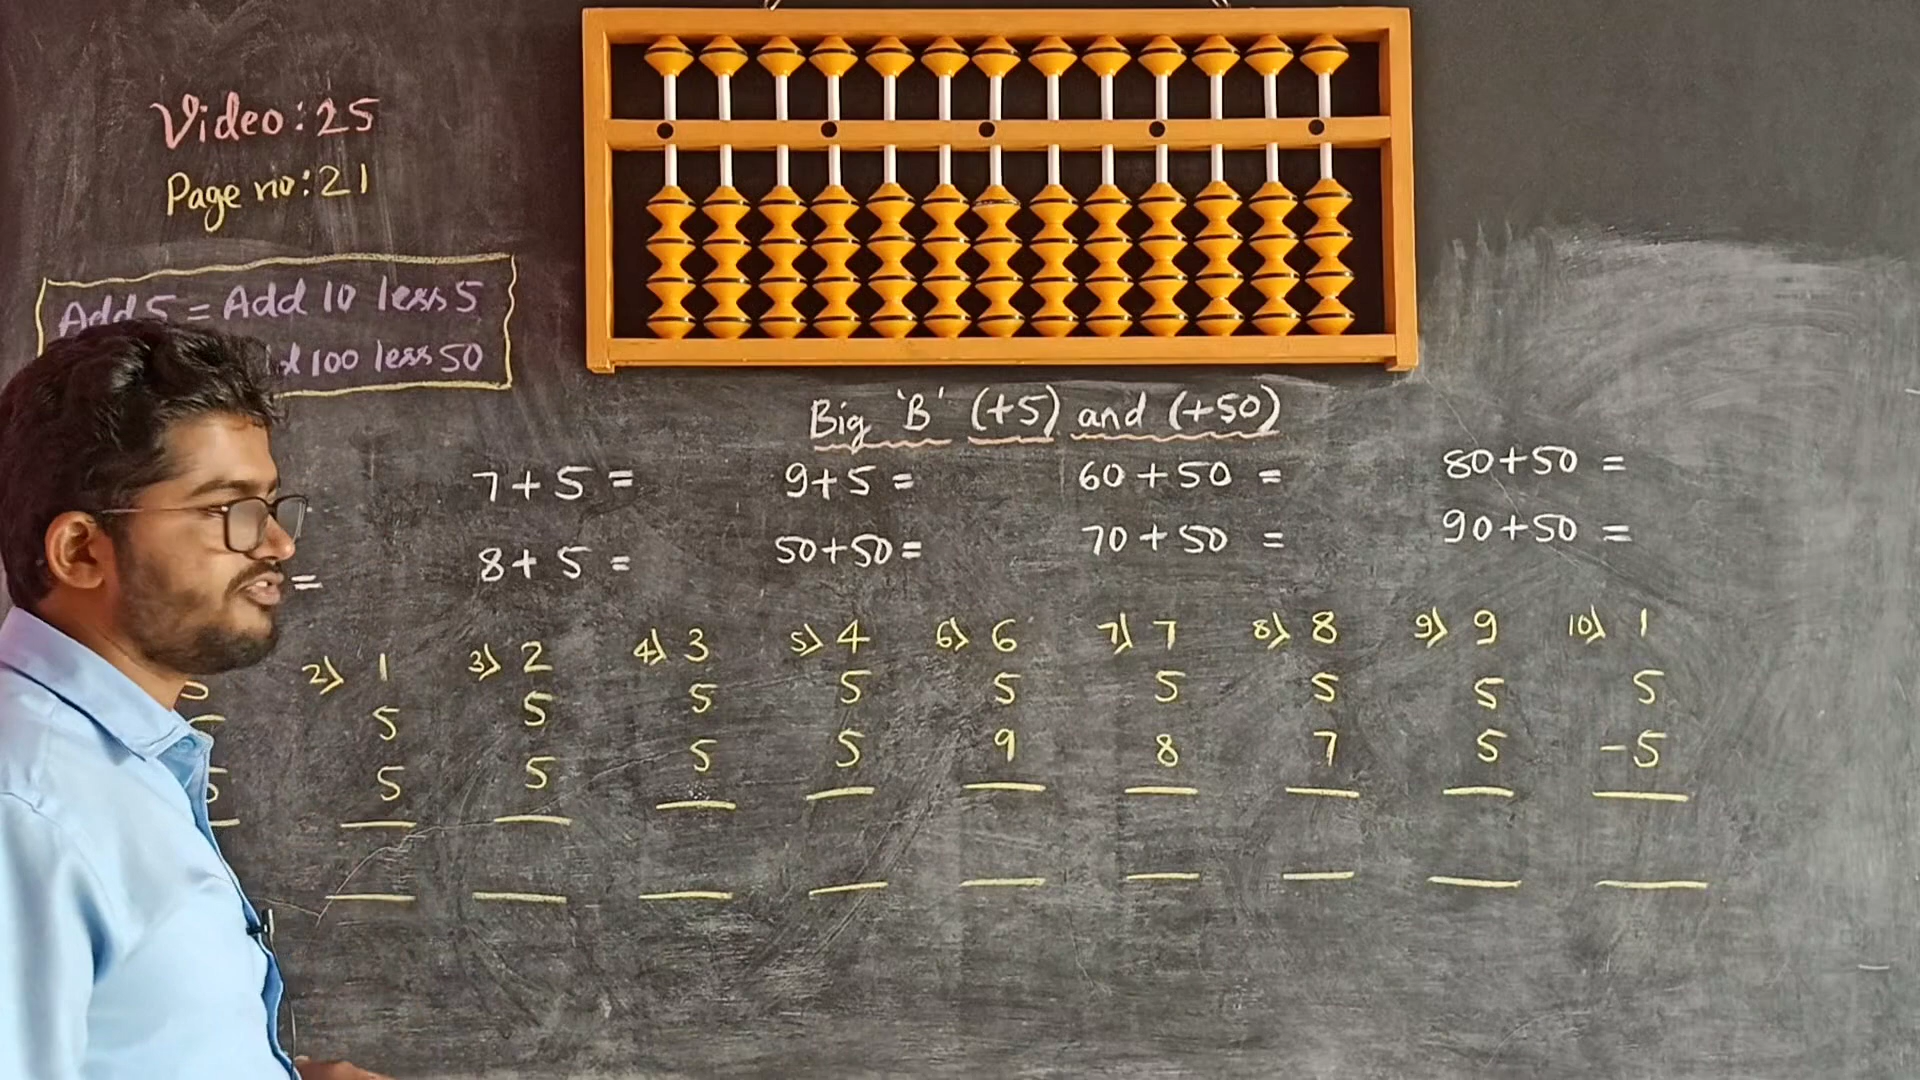 Video: 25
Page no: 21
Add 5 = Add 10 less 5
100 less 50
Big 'B' (+5) and (+50)
7+5 = 9+5 = 60+50 = 80+50 =
= 8+5 = 50+50= 70+50 = 90+50 =
2) 1 3) 2 4) 3 5) 4 6) 6 7) 7 8) 8 9) 9 10) 1
5 5 5 5 5 5 5 5 5 5
5 5 5 5 5 9 8 7 5 -5